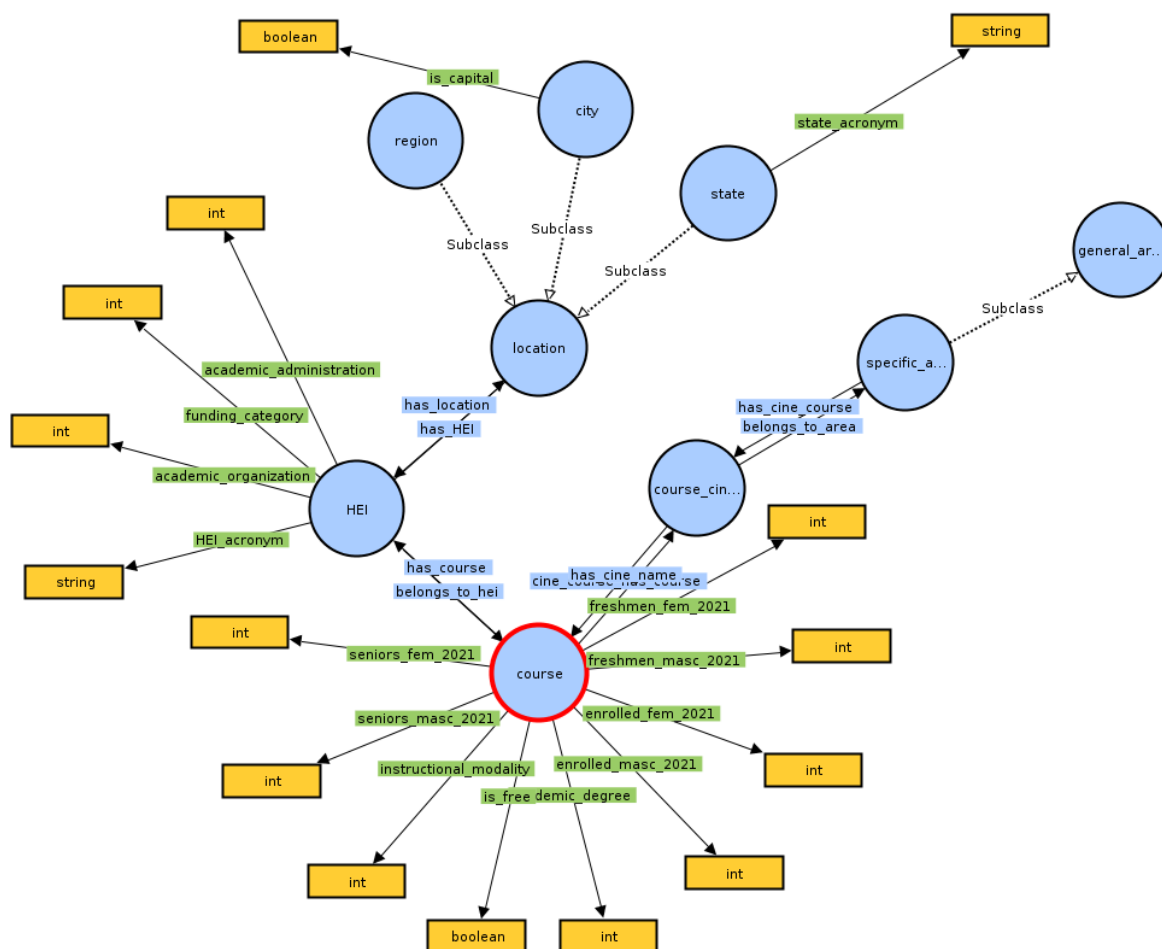 boolean
string
is_capital
city
region
state_acronym
state
int
general_ar...
Subclass
Subclass
Subclass
int
Subclass
location
specific_a...
academic_administration
has_location
has_cine_course
funding_category
has_HEI
belongs_to_area
int
academic_organization
course_cin...
HEI
int
HEI_acronym
has_course
has_cine_name
string
cine_course_has_course
belongs_to_hei
freshmen_fem_2021
int
seniors_fem_2021
freshmen_masc_2021
int
course
seniors_masc_2021
enrolled_fem_2021
instructional_modality
enrolled_masc_2021
int
int
is_free
demic_degree
int
int
boolean
int